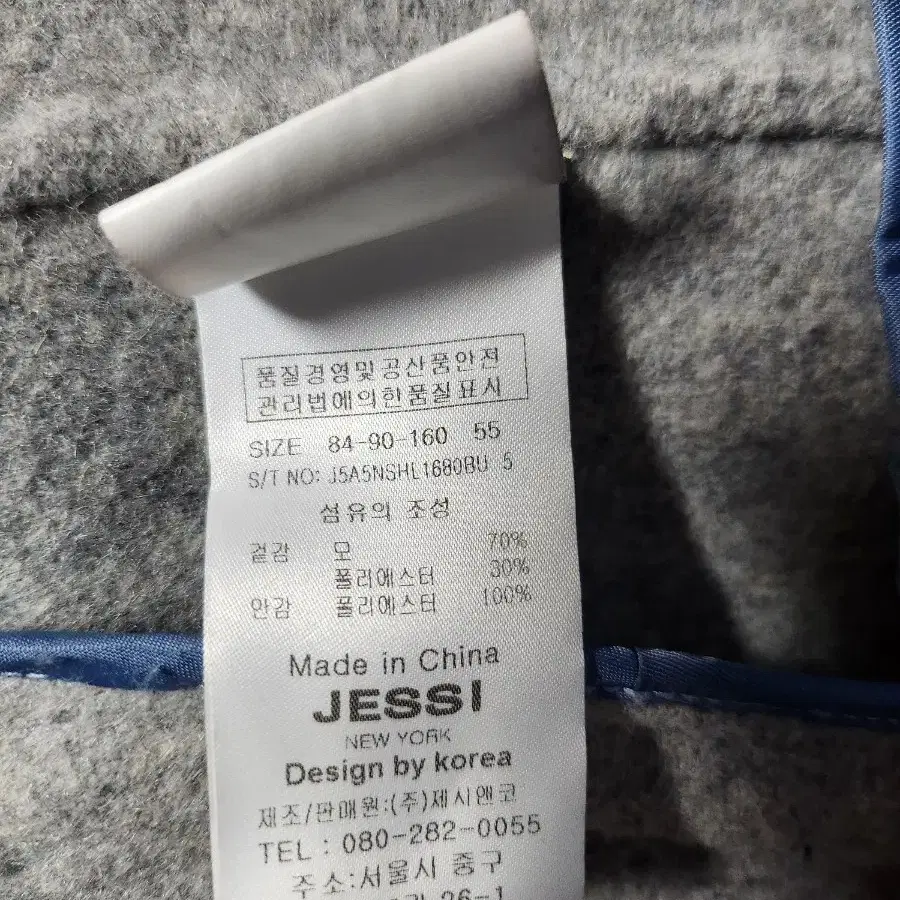 품질경영및공산품안전
관리법에의한품질표시
SIZE 84-90-160 55
S/T NO: J5A5NSHL1680BU 5
섬유의 조성
겉감 모 70%
폴리에스터 30%
안감 폴리에스터 100%
Made in China
JESSI
NEW YORK
Design by korea
제조/판매원:(주)제시앤코
TEL : 080-282-0055
주소:서울시 중구
26-1